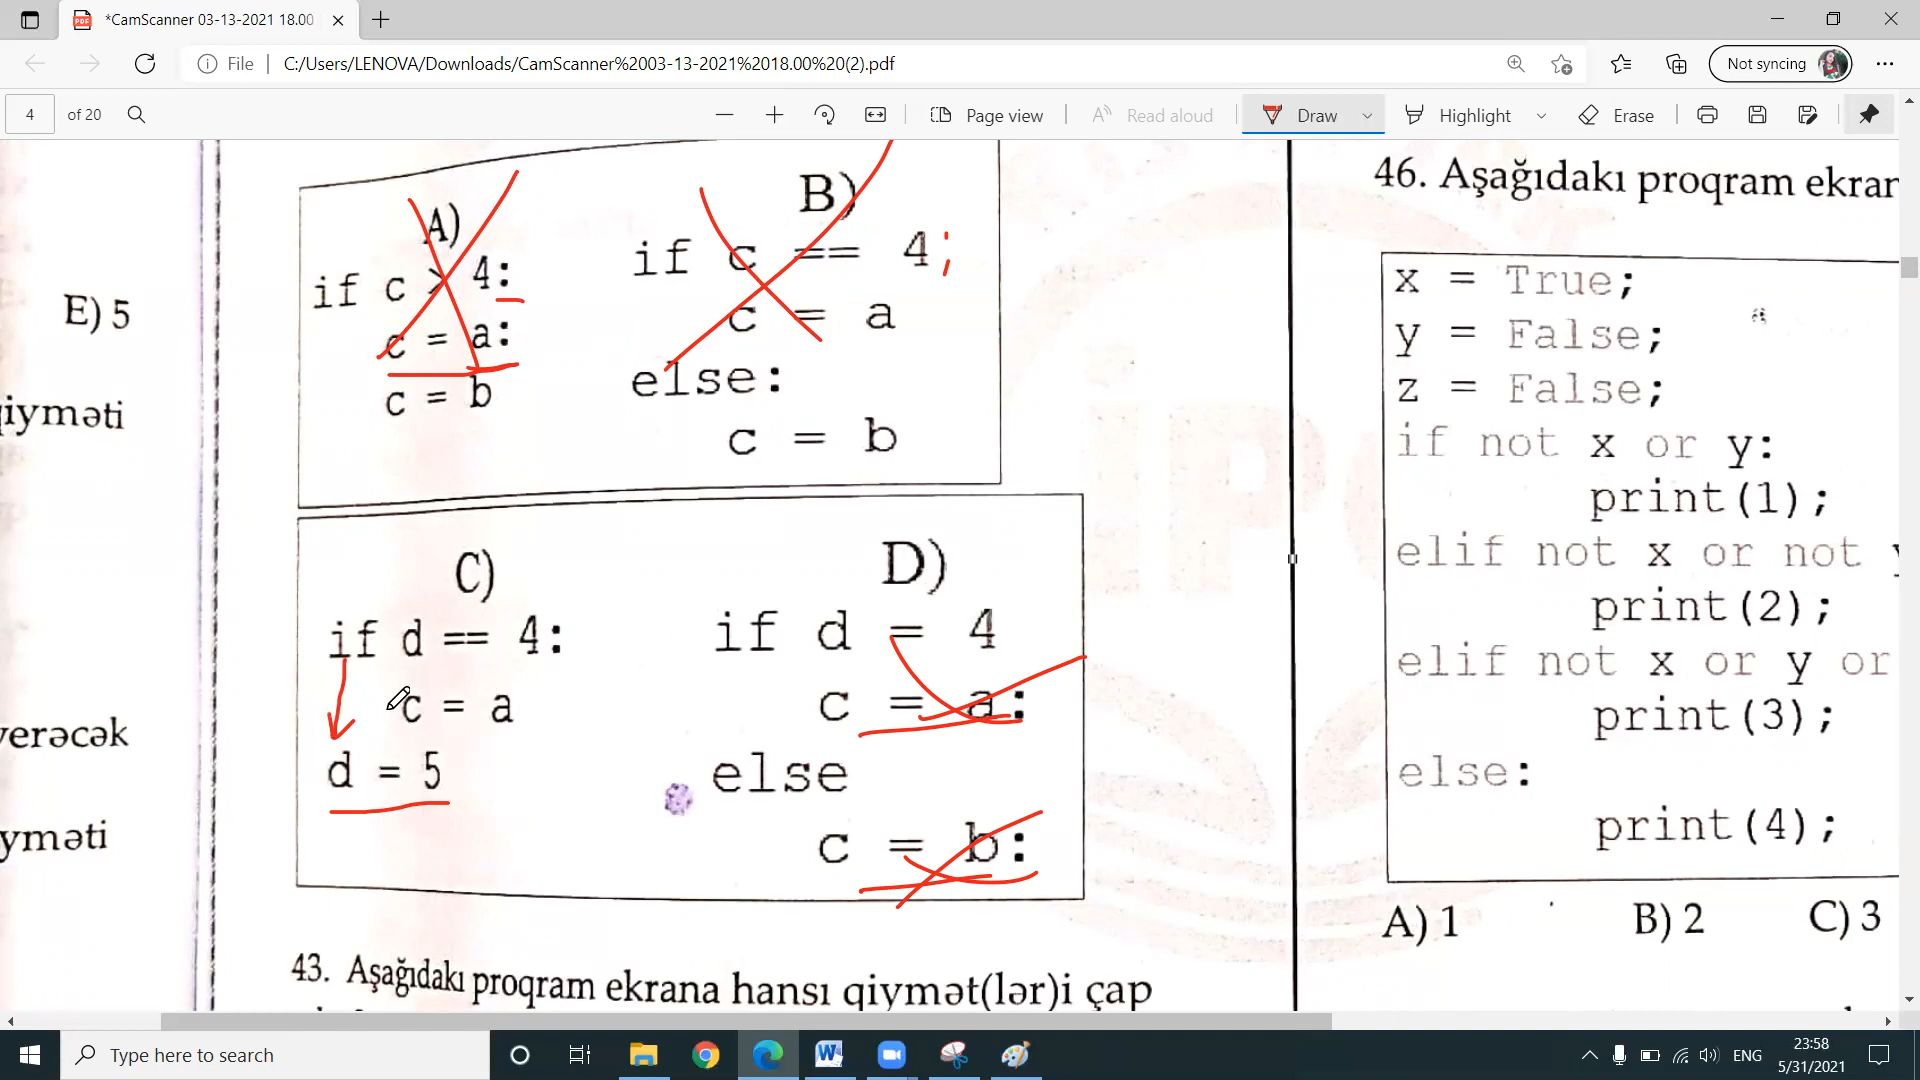 *CamScanner 03-13-2021 18.00
File
C:/Users/LENOVA/Downloads/CamScanner%2003-13-2021%2018.00%20(2).pdf
Not syncing
4 of 20
Page view
Read aloud
Draw
Highlight
Erase
E) 5
qiyməti
verəcək
yməti
A)
if c > 4:
c = a:
c = b
B)
if c == 4;
c = a
else:
c = b
C)
if d == 4:
c = a
d = 5
D)
if d = 4
c = a:
else
c = b:
43. Aşağıdakı proqram ekrana hansı qiymət(lər)i çap
46. Aşağıdakı proqram ekran
x = True;
y = False;
z = False;
if not x or y:
print(1);
elif not x or not y
print(2);
elif not x or y or
print(3);
else:
print(4);
A) 1 B) 2 C) 3
Type here to search
ENG
23:58
5/31/2021